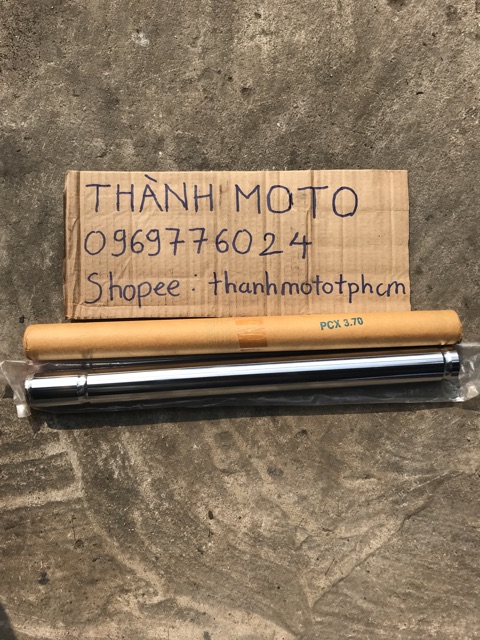 THÀNH MOTO
0969776024
Shopee: thanhmototphcm
PCX 3.70